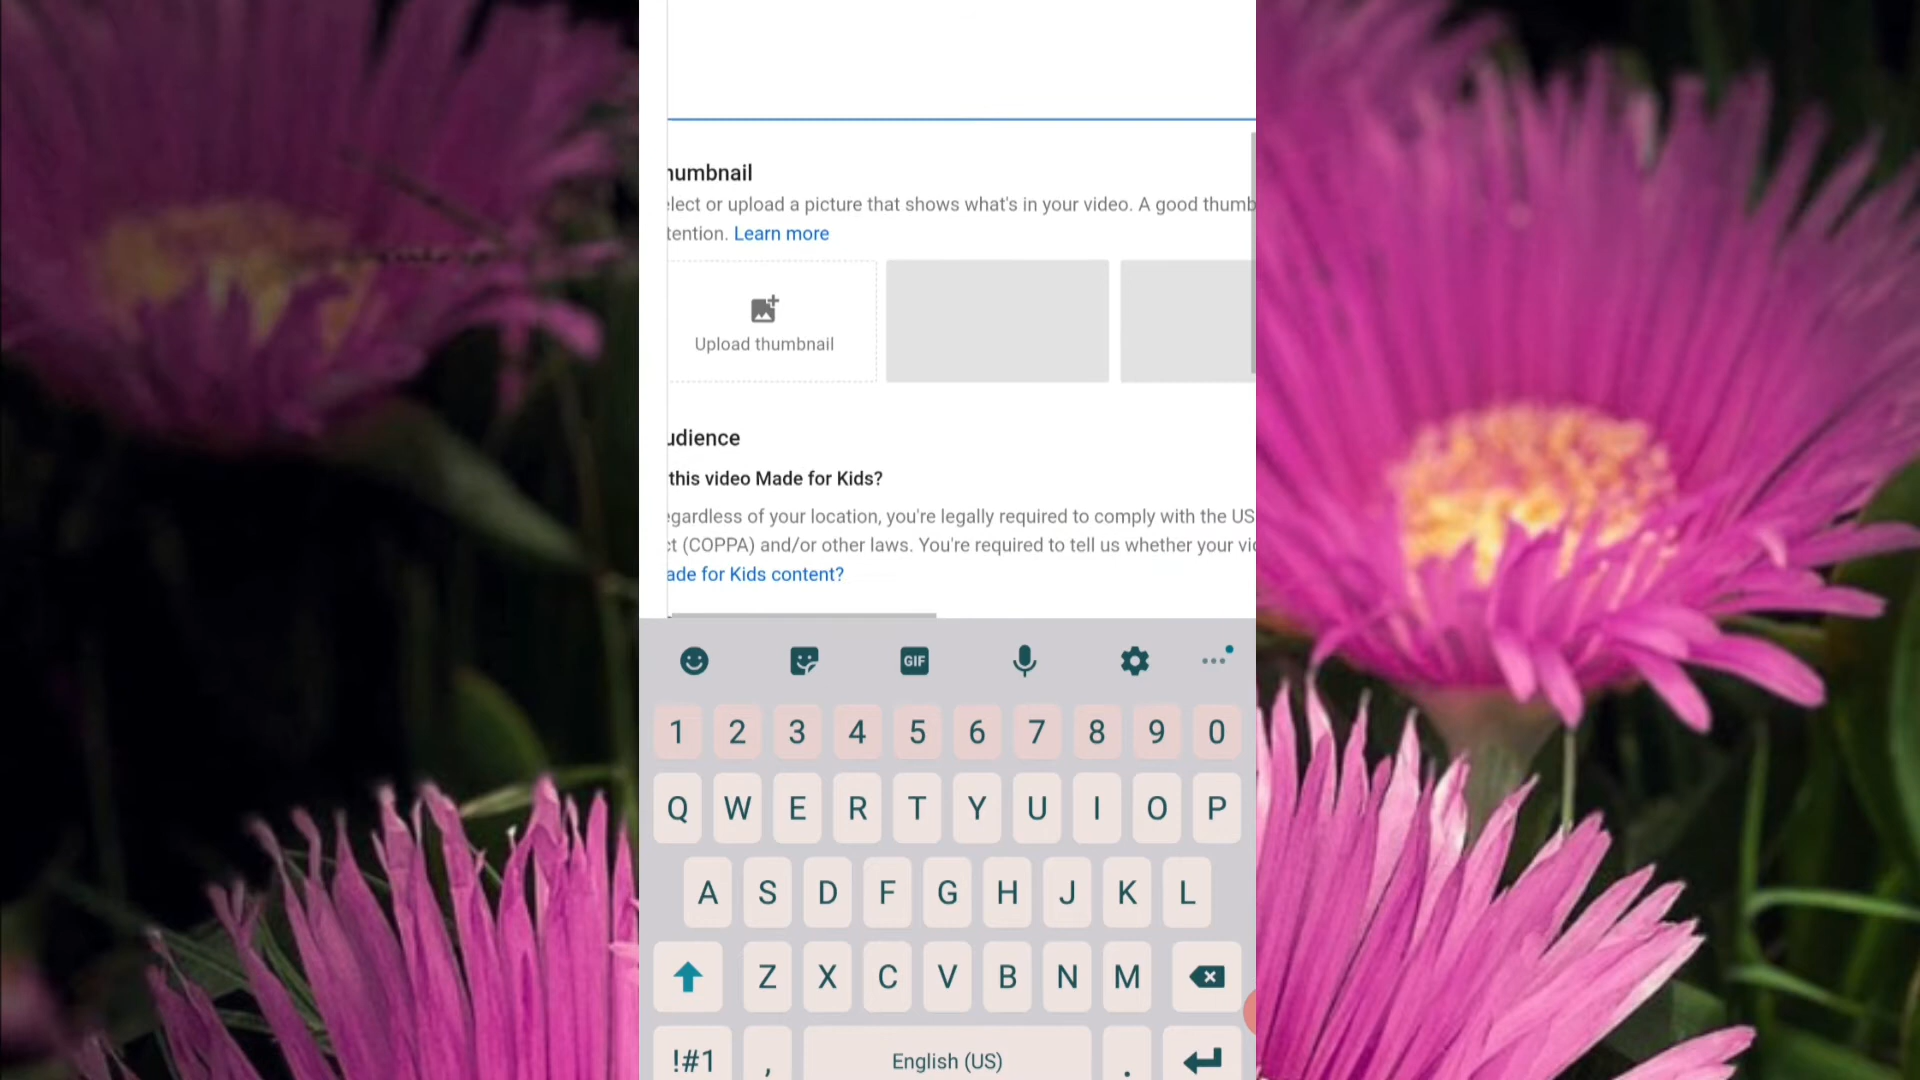 humbnail
elect or upload a picture that shows what's in your video. A good thumb
tention. Learn more
Upload thumbnail
udience
this video Made for Kids?
egardless of your location, you're legally required to comply with the US
ct (COPPA) and/or other laws. You're required to tell us whether your vid
ade for Kids content?
GIF
1 2 3 4 5 6 7 8 9 0
Q W E R T Y U I O P
A S D F G H J K L
Z X C V B N M
!#1 , English (US) .